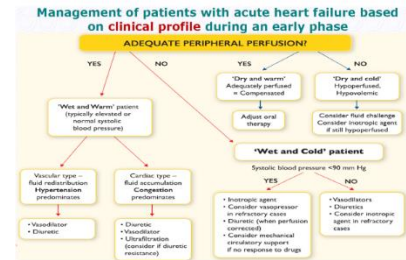 Management of patients with acute heart failure based
on clinical profile during an early phase
ADEQUATE PERIPHERAL PERFUSION?
YES
NO
YES
NO
'Wet and Warm' patient
(typically elevated or
normal systolic
blood pressure)
'Dry and warm'
Adequately perfused
= Compensated
'Dry and cold'
Hypoperfused,
Hypovolemic
Adjust oral
therapy
Consider fluid challenge
Consider inotropic agent
if still hypoperfused
'Wet and Cold' patient
Systolic blood pressure <90 mm Hg
YES
NO
Vascular type –
fluid redistribution
Hypertension
predominates
Cardiac type –
fluid accumulation
Congestion
predominates
• Vasodilator
• Diuretic
• Diuretic
• Vasodilator
• Ultrafiltration
(consider if diuretic
resistance)
• Inotropic agent
• Consider vasopressor
in refractory cases
• Diuretic (when perfusion
corrected)
• Consider mechanical
circulatory support
if no response to drugs
• Vasodilators
• Diuretics
• Consider inotropic
agent in refractory
cases